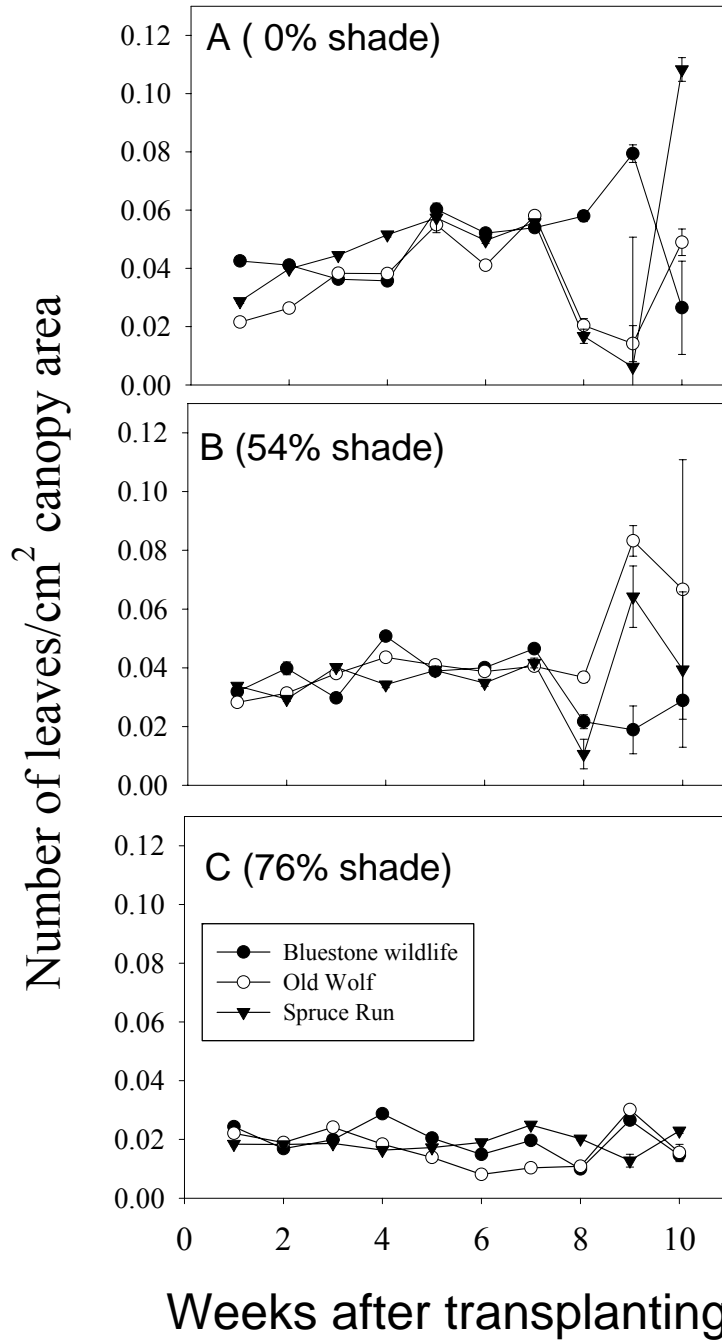 Number of leaves/cm² canopy area
A ( 0% shade)
0.12
0.10
0.08
0.06
0.04
0.02
0.00
B (54% shade)
0.12
0.10
0.08
0.06
0.04
0.02
0.00
C (76% shade)
0.12
0.10
0.08
0.06
0.04
0.02
0.00
Bluestone wildlife
Old Wolf
Spruce Run
0 2 4 6 8 10
Weeks after transplanting